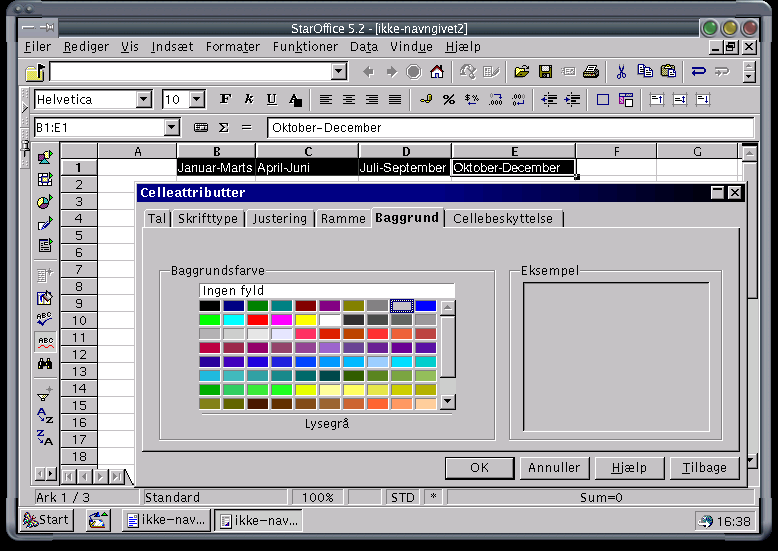 StarOffice 5.2 - [ikke-navngivet2]
Filer Rediger Vis Indsæt Formater Funktioner Data Vindue Hjælp
Helvetica 10 F K U A
B1:E1 Σ = Oktober-December
A B C D E F G
1 Januar-Marts April-Juni Juli-September Oktober-December
2
3
4
5
6
7
8
9
10
11
12
13
14
15
16
17
18
ABC
ABC
A Z
Z A
Celleattributter
Tal Skrifttype Justering Ramme Baggrund Cellebeskyttelse
Baggrundsfarve
Ingen fyld
Lysegrå
Eksempel
OK Annuller Hjælp Tilbage
Ark 1 / 3 Standard 100% STD * Sum=0
Start ikke-nav... ikke-nav... 16:38